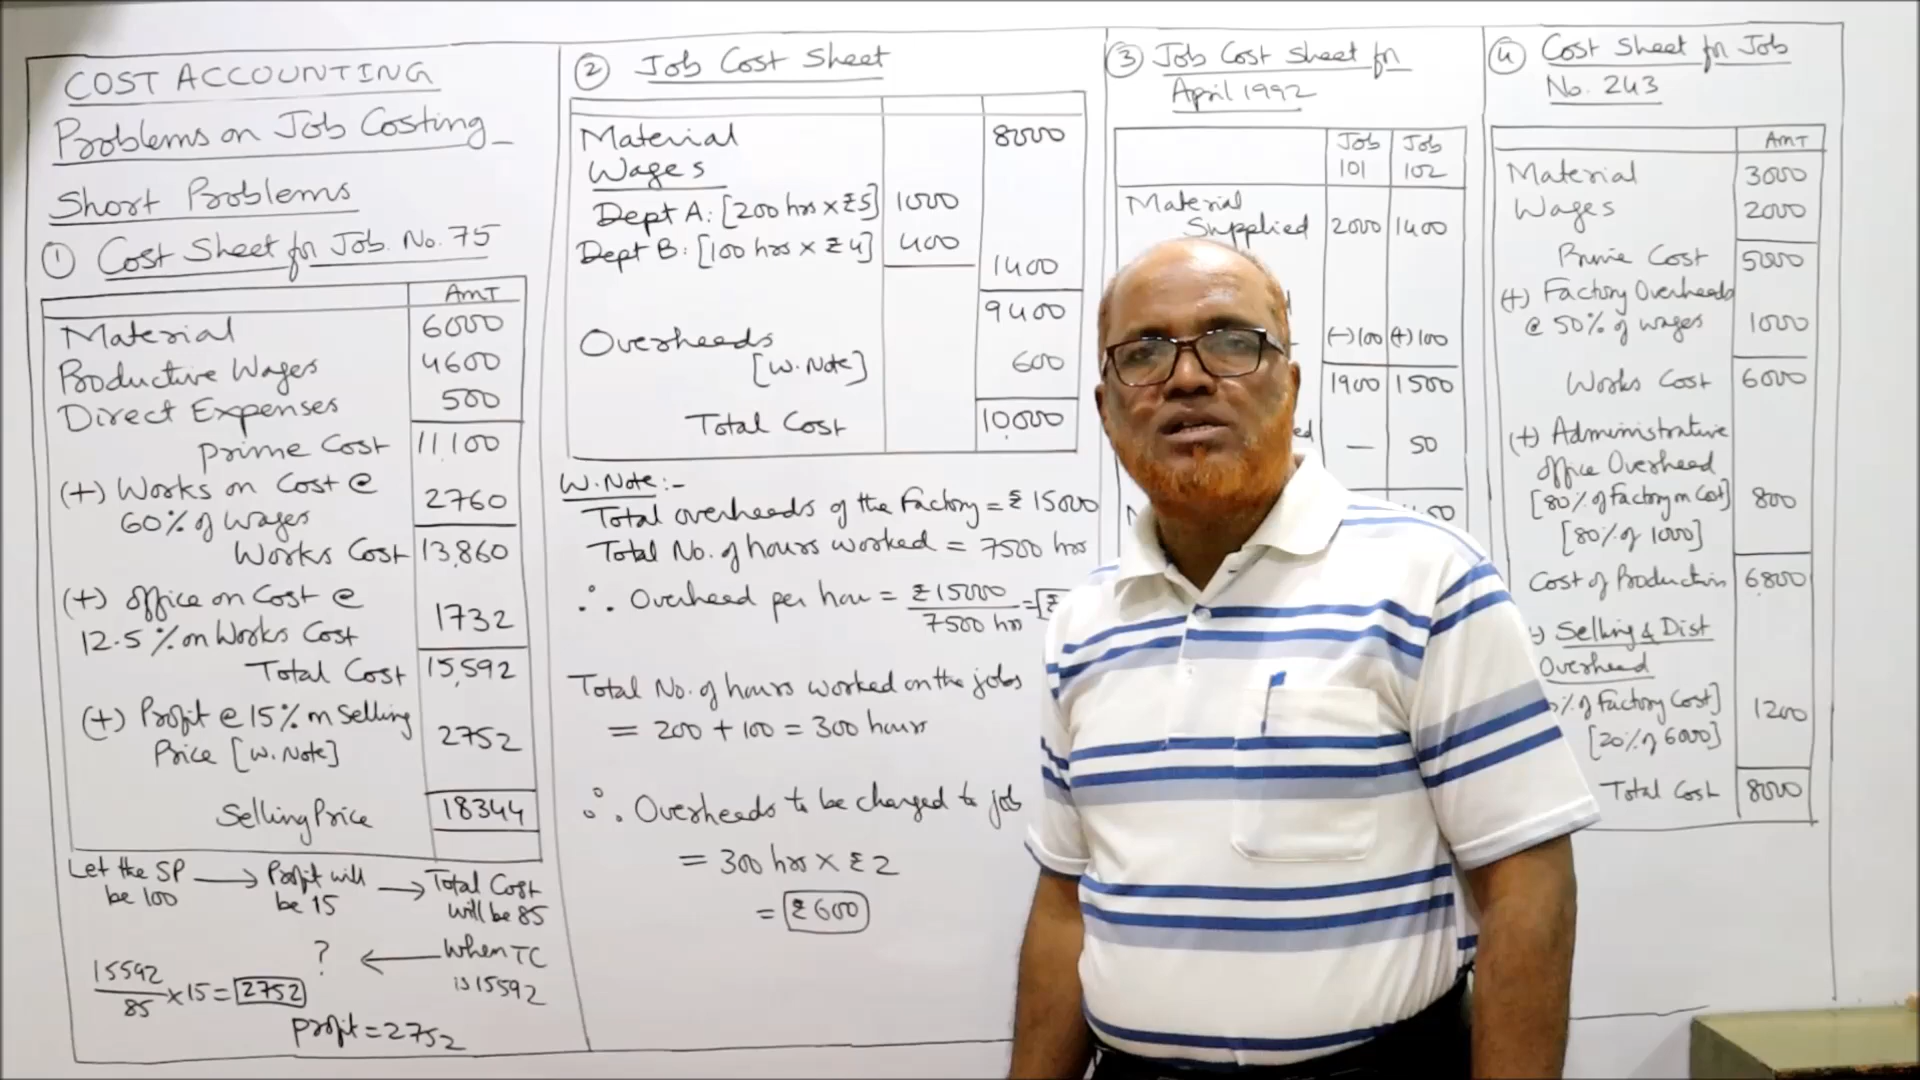 COST ACCOUNTING
Problems on Job Costing
Short Problems
① Cost Sheet for Job. No. 75
AMT
Material 6000
Productive Wages 4600
Direct Expenses 500
Prime Cost 11,100
(+) Works on Cost @
60% of Wages 2760
Works Cost 13,860
(+) office on Cost @
12.5% on Works Cost 1732
Total Cost 15,592
(+) Profit @ 15% on Selling
Price [W.Note] 2752
Selling Price 18344
Let the SP → Profit will → Total Cost
be 100 be 15 will be 85
? ← When TC
is 15592
15592
85
×15 = 2752
Profit = 2752
② Job Cost Sheet
Material 8000
Wages
Dept A: [200 hrs × ₹5] 1000
Dept B: [100 hrs × ₹4] 400
1400
9400
Overheads
[W.Note] 600
Total Cost 10,000
W.Note:-
Total overheads of the Factory = ₹ 15000
Total No. of hours worked = 7500 hrs
∴ Overhead per hour = ₹15000
7500 hr
= ₹
Total No. of hours worked on the jobs
= 200 + 100 = 300 hours
∴ Overheads to be charged to job
= 300 hrs × ₹2
= ₹600
③ Job Cost Sheet for
April 1992
Job Job
101 102
Material
Supplied 2000 1400
(-)100 (+)100
1900 1500
— 50
④ Cost Sheet for Job
No. 243
AMT
Material 3000
Wages 2000
Prime Cost 5000
(+) Factory Overheads
@ 50% of wages 1000
Works Cost 6000
(+) Administrative
office Overhead
[80% of Factory on Cost] 800
[80% of 1000]
Cost of Production 6,800
Selling & Dist
Overhead
% of Factory Cost] 1200
[20% of 6000]
Total Cost 8000